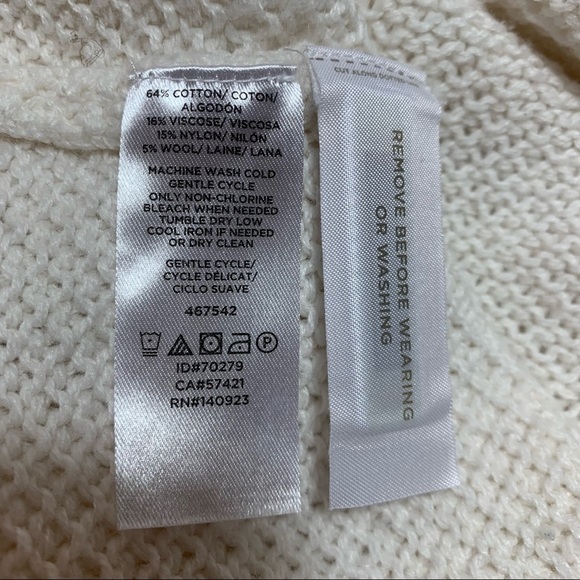 64% COTTON/ COTON/
ALGODÓN
16% VISCOSE/ VISCOSA
15% NYLON/ NILÓN
5% WOOL/ LAINE/ LANA
MACHINE WASH COLD
GENTLE CYCLE
ONLY NON-CHLORINE
BLEACH WHEN NEEDED
TUMBLE DRY LOW
COOL IRON IF NEEDED
OR DRY CLEAN
GENTLE CYCLE/
CYCLE DÉLICAT/
CICLO SUAVE
467542
P
ID#70279
CA#57421
RN#140923
CUT ALONG
REMOVE BEFORE WEARING
OR WASHING